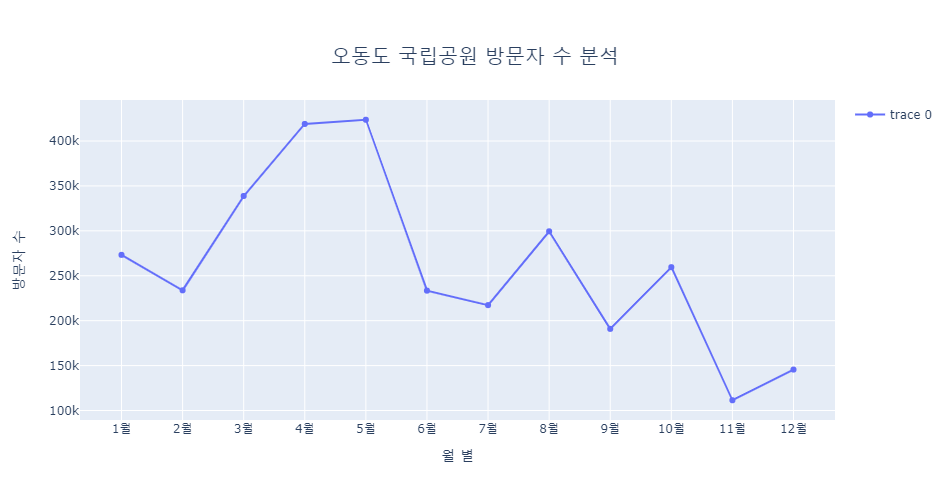 오동도 국립공원 방문자 수 분석
trace 0
방문자 수
400k
350k
300k
250k
200k
150k
100k
1월 2월 3월 4월 5월 6월 7월 8월 9월 10월 11월 12월
월 별